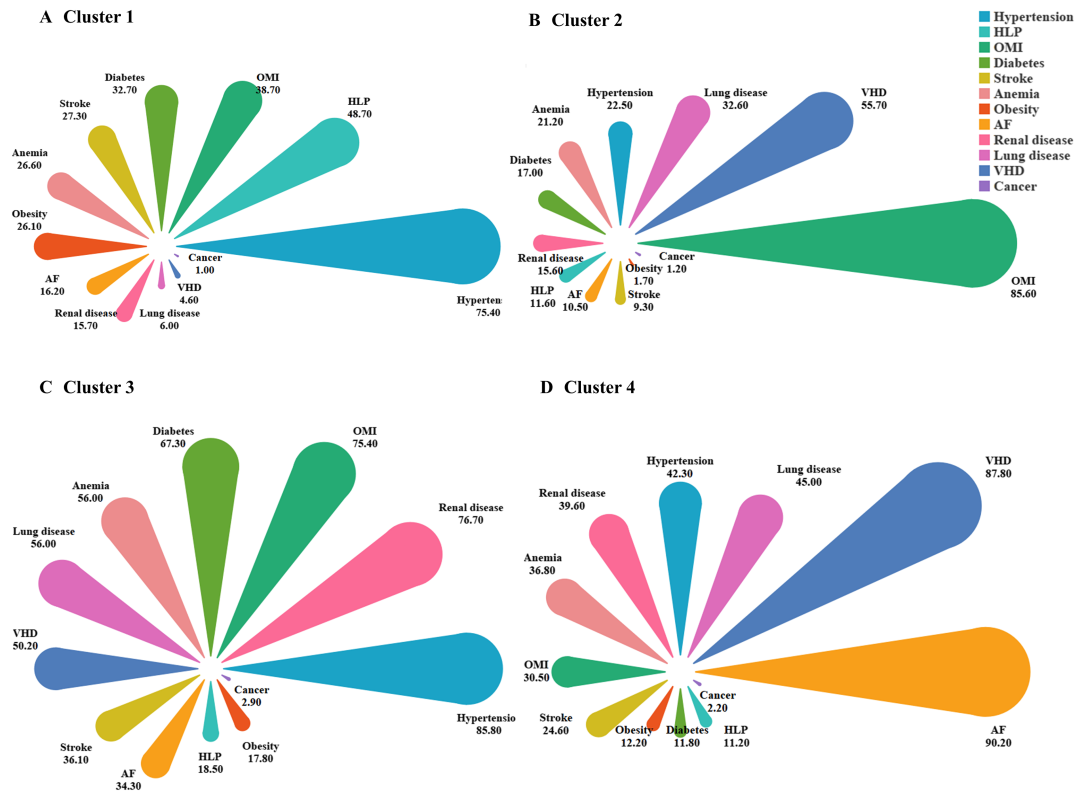 A Cluster 1
Diabetes
32.70
OMI
38.70
Stroke
27.30
HLP
48.70
Anemia
26.60
Obesity
26.10
AF
16.20
Renal disease
15.70
Lung disease
6.00
VHD
4.60
Cancer
1.00
Hyperten
75.40
B Cluster 2
Hypertension
22.50
Lung disease
32.60
VHD
55.70
Anemia
21.20
Diabetes
17.00
Renal disease
15.60
HLP
11.60
AF
10.50
Stroke
9.30
Obesity
1.70
Cancer
1.20
OMI
85.60
Hypertension
HLP
OMI
Diabetes
Stroke
Anemia
Obesity
AF
Renal disease
Lung disease
VHD
Cancer
C Cluster 3
Diabetes
67.30
OMI
75.40
Anemia
56.00
Renal disease
76.70
Lung disease
56.00
VHD
50.20
Stroke
36.10
AF
34.30
HLP
18.50
Obesity
17.80
Cancer
2.90
Hypertensio
85.80
D Cluster 4
Hypertension
42.30
Lung disease
45.00
VHD
87.80
Renal disease
39.60
Anemia
36.80
OMI
30.50
Stroke
24.60
Obesity
12.20
Diabetes
11.80
HLP
11.20
Cancer
2.20
AF
90.20